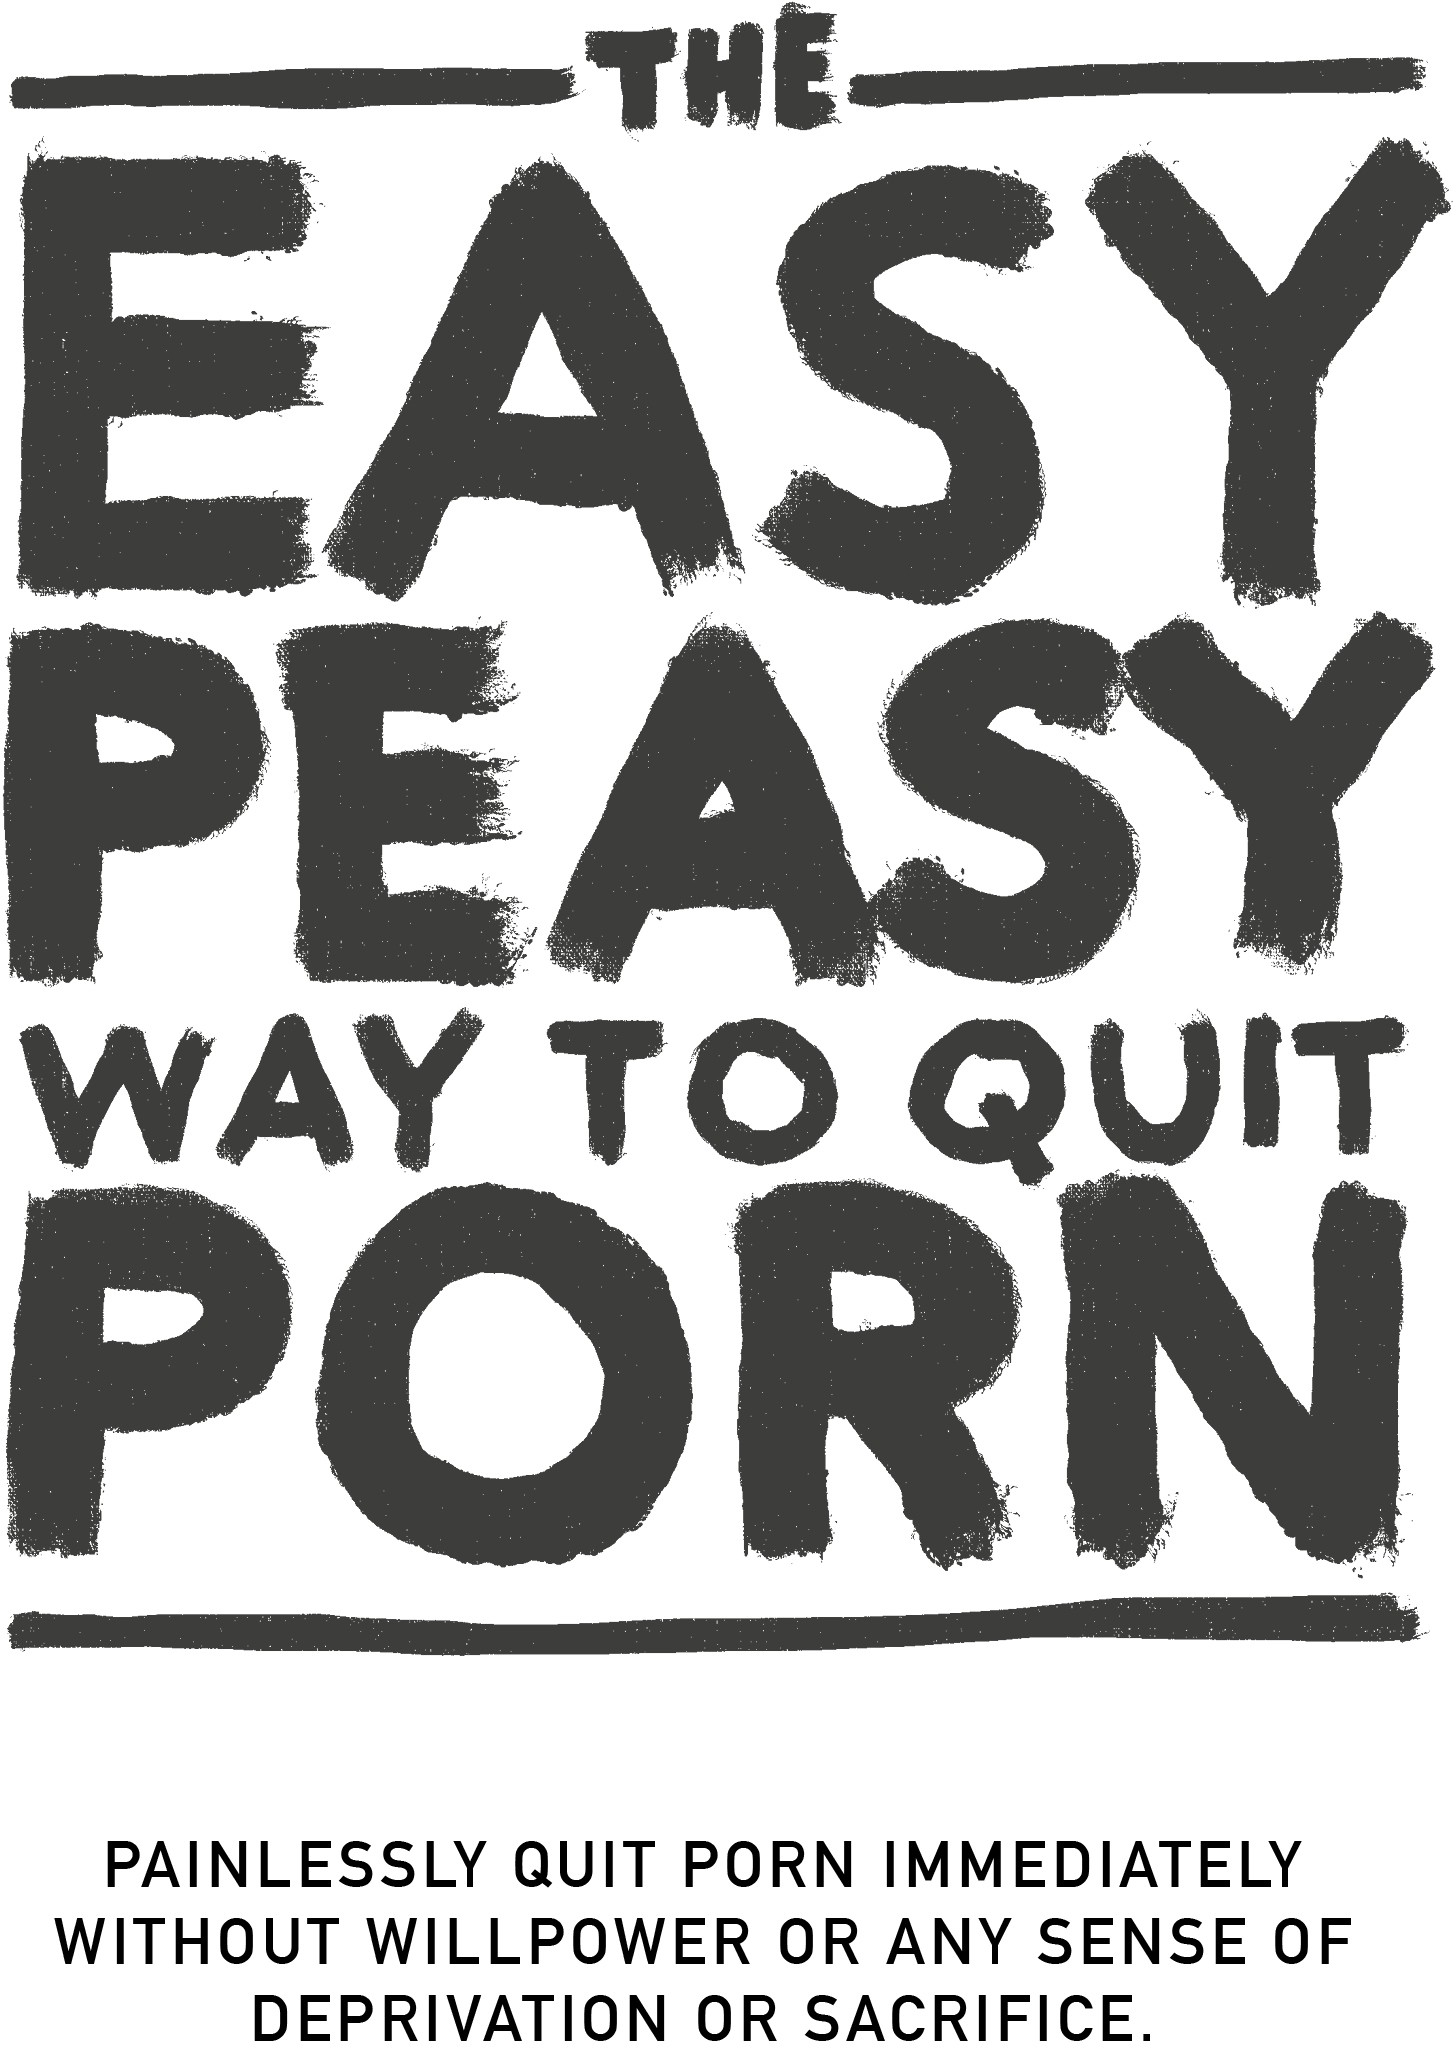 THE
EASY
PEASY
WAY TO QUIT
PORN
PAINLESSLY QUIT PORN IMMEDIATELY
WITHOUT WILLPOWER OR ANY SENSE OF
DEPRIVATION OR SACRIFICE.